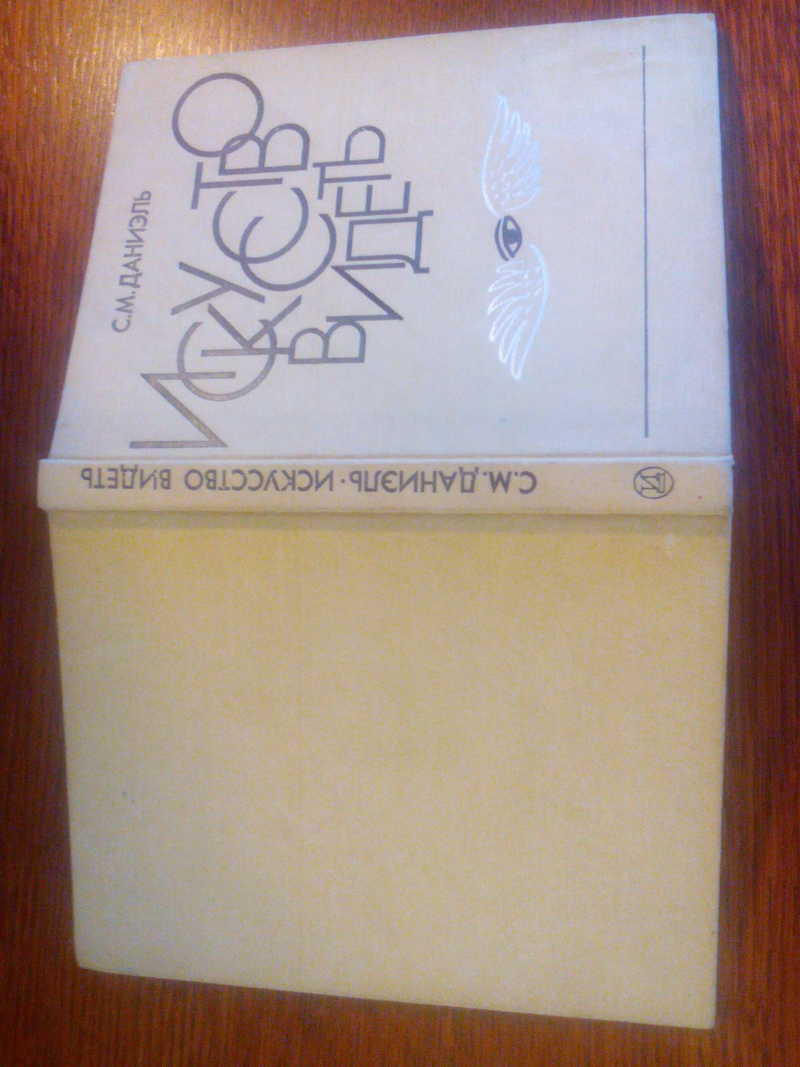 С.М. ДАНИЭЛЬ
ИСКУССТВО
ВИДЕТЬ
С.М. ДАНИЭЛЬ · ИСКУССТВО ВИДЕТЬ